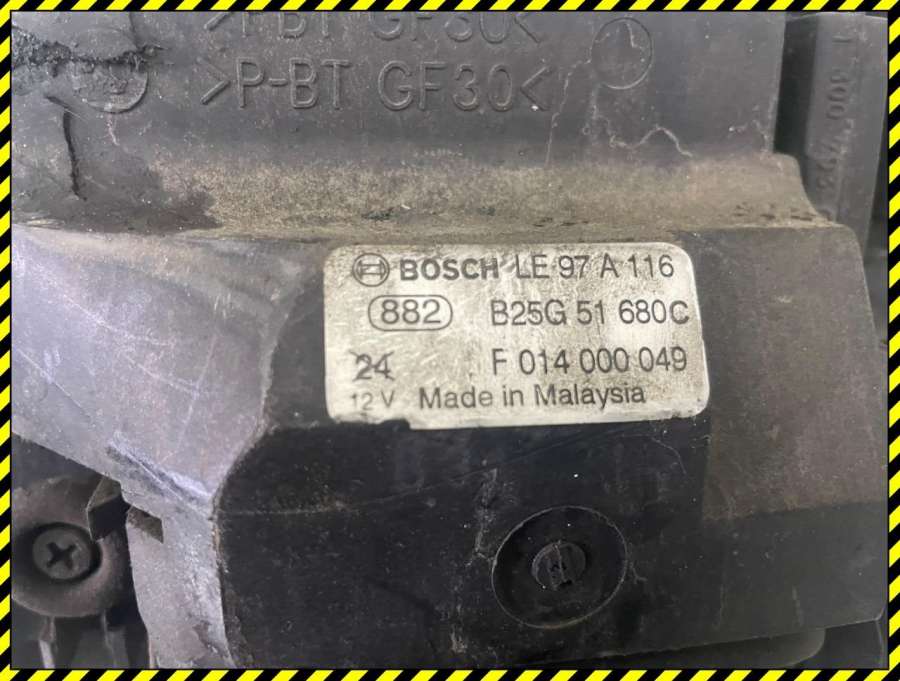 >P-BT GF30<
>P-BT GF30<
BOSCH LE 97 A 116
882 B25G 51 680C
24 F 014 000 049
12 V Made in Malaysia